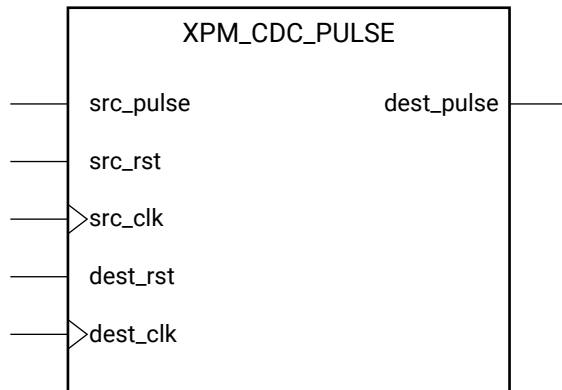 XPM_CDC_PULSE
src_pulse dest_pulse
src_rst
src_clk
dest_rst
dest_clk